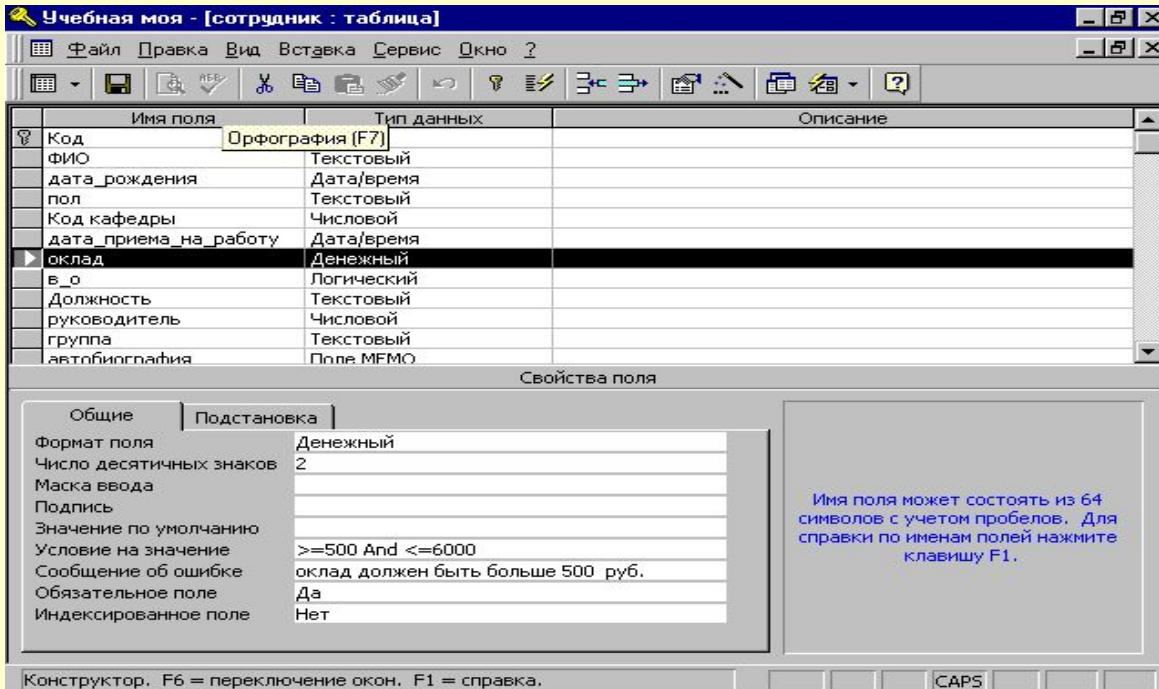 Учебная моя - [сотрудник : таблица]
Файл Правка Вид Вставка Сервис Окно ?
Имя поля Тип данных Описание
Код Орфография (F7)
ФИО Текстовый
дата_рождения Дата/время
пол Текстовый
Код кафедры Числовой
дата_приема_на_работу Дата/время
оклад Денежный
в_о Логический
Должность Текстовый
руководитель Числовой
группа Текстовый
автобиография Поле МЕМО
Свойства поля
Общие Подстановка
Формат поля Денежный
Число десятичных знаков 2
Маска ввода
Подпись
Значение по умолчанию
Условие на значение >=500 And <=6000
Сообщение об ошибке оклад должен быть больше 500 руб.
Обязательное поле Да
Индексированное поле Нет
Имя поля может состоять из 64
символов с учетом пробелов. Для
справки по именам полей нажмите
клавишу F1.
Конструктор. F6 = переключение окон. F1 = справка. CAPS